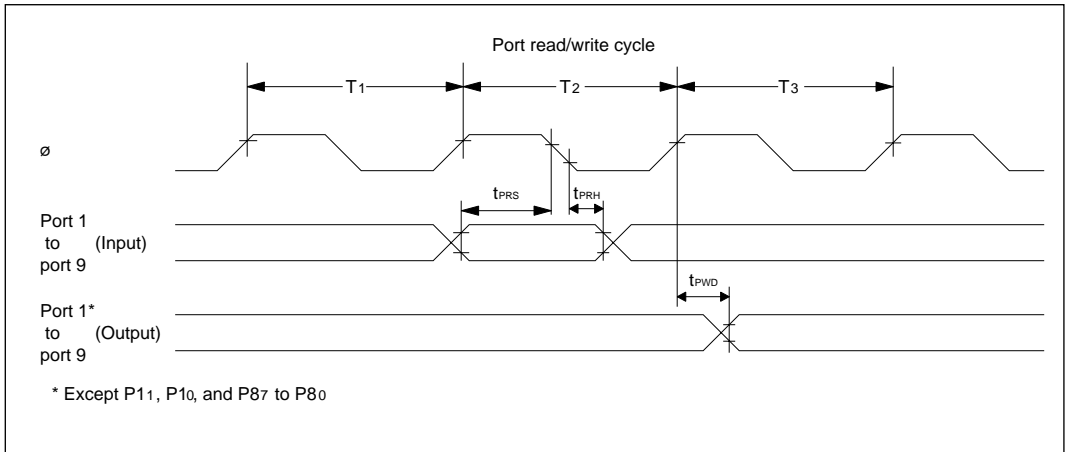 Port read/write cycle
T1 T2 T3
ø
tPRS tPRH
Port 1
to (Input)
port 9
tPWD
Port 1*
to (Output)
port 9
* Except P11, P10, and P87 to P80